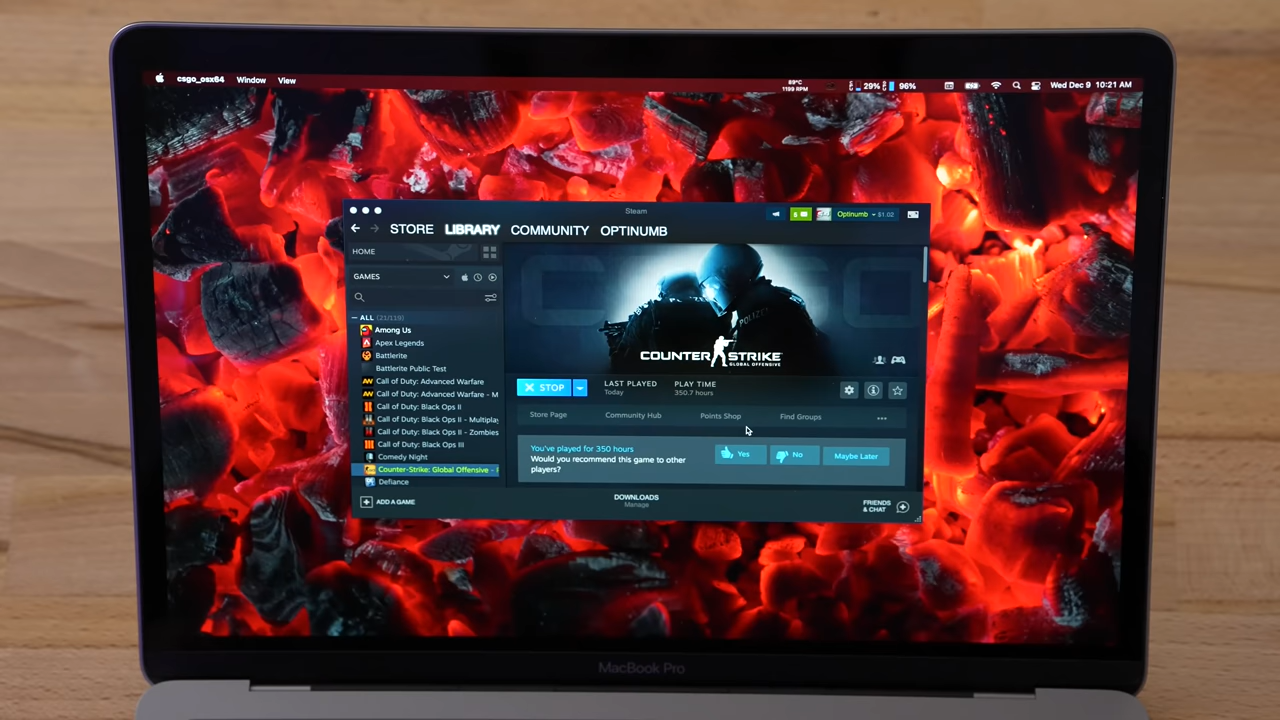 csgo_osx64 Window View
69°C
1199 RPM
29% 96%
Wed Dec 9 10:21 AM
Steam
Optinumb $1.02
STORE LIBRARY COMMUNITY OPTINUMB
HOME
GAMES
ALL (21/119)
Among Us
Apex Legends
Battlerite
Battlerite Public Test
Call of Duty: Advanced Warfare
Call of Duty: Advanced Warfare - M
Call of Duty: Black Ops II
Call of Duty: Black Ops II - Multiplay
Call of Duty: Black Ops II - Zombies
Call of Duty: Black Ops III
Comedy Night
Counter-Strike: Global Offensive -
Defiance
ADD A GAME
POLIZEI
COUNTER STRIKE
GLOBAL OFFENSIVE
STOP
LAST PLAYED
Today
PLAY TIME
350.7 hours
Store Page Community Hub Points Shop Find Groups
You've played for 350 hours
Would you recommend this game to other
players?
Yes No Maybe Later
DOWNLOADS
Manage
FRIENDS
& CHAT
MacBook Pro